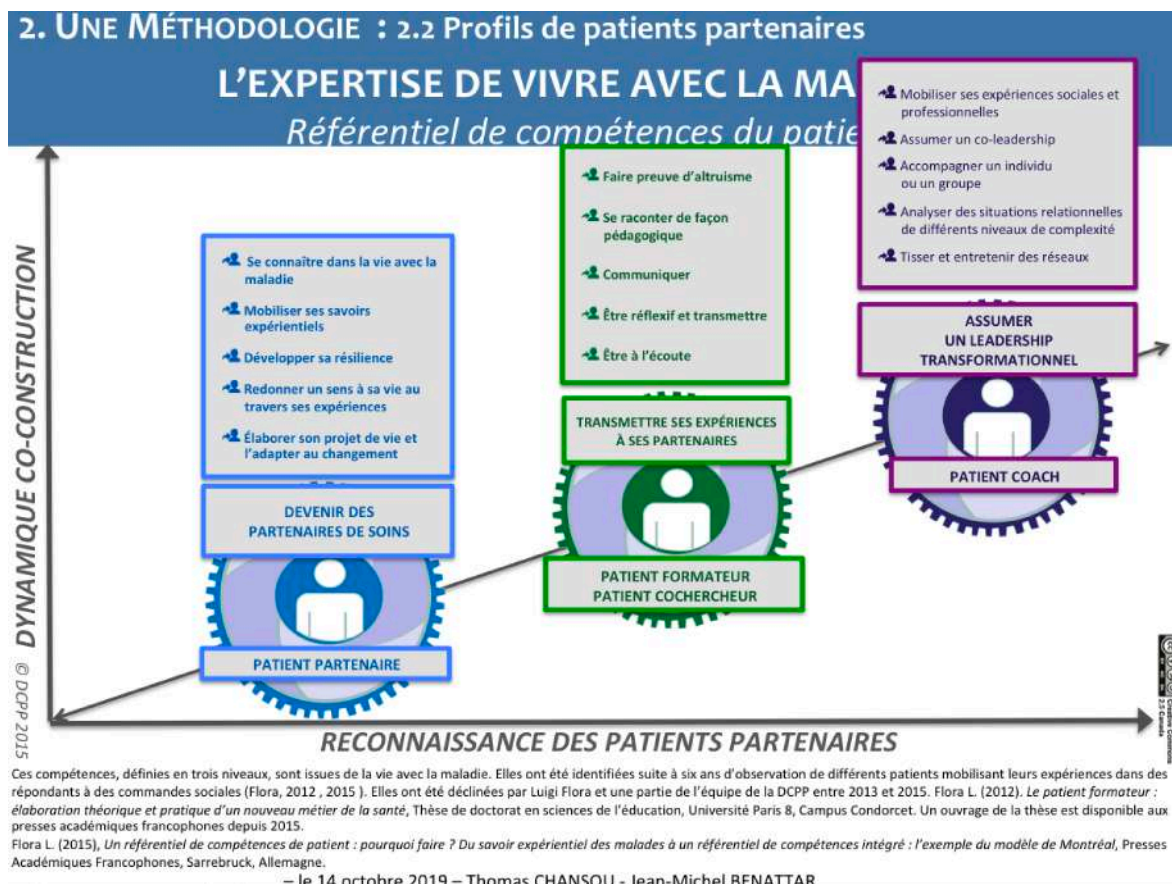 2. UNE MÉTHODOLOGIE : 2.2 Profils de patients partenaires
L'EXPERTISE DE VIVRE AVEC LA MA
Référentiel de compétences du patie
Mobiliser ses expériences sociales et
professionnelles
Assumer un co-leadership
Accompagner un individu
ou un groupe
Analyser des situations relationnelles
de différents niveaux de complexité
Tisser et entretenir des réseaux
ASSUMER
UN LEADERSHIP
TRANSFORMATIONNEL
PATIENT COACH
Faire preuve d'altruisme
Se raconter de façon
pédagogique
Communiquer
Être réflexif et transmettre
Être à l'écoute
TRANSMETTRE SES EXPÉRIENCES
À SES PARTENAIRES
PATIENT FORMATEUR
PATIENT COCHERCHEUR
Se connaître dans la vie avec la
maladie
Mobiliser ses savoirs
expérientiels
Développer sa résilience
Redonner un sens à sa vie au
travers ses expériences
Élaborer son projet de vie et
l'adapter au changement
DEVENIR DES
PARTENAIRES DE SOINS
PATIENT PARTENAIRE
© DCPP 2015 DYNAMIQUE CO-CONSTRUCTION
RECONNAISSANCE DES PATIENTS PARTENAIRES
Ces compétences, définies en trois niveaux, sont issues de la vie avec la maladie. Elles ont été identifiées suite à six ans d'observation de différents patients mobilisant leurs expériences dans des
répondants à des commandes sociales (Flora, 2012 , 2015 ). Elles ont été déclinées par Luigi Flora et une partie de l'équipe de la DCPP entre 2013 et 2015. Flora L. (2012). Le patient formateur :
élaboration théorique et pratique d'un nouveau métier de la santé, Thèse de doctorat en sciences de l'éducation, Université Paris 8, Campus Condorcet. Un ouvrage de la thèse est disponible aux
presses académiques francophones depuis 2015.
Flora L. (2015), Un référentiel de compétences de patient : pourquoi faire ? Du savoir expérientiel des malades à un référentiel de compétences intégré : l'exemple du modèle de Montréal, Presses
Académiques Francophones, Sarrebruck, Allemagne.
– le 14 octobre 2019 – Thomas CHANSOU - Jean-Michel BENATTAR